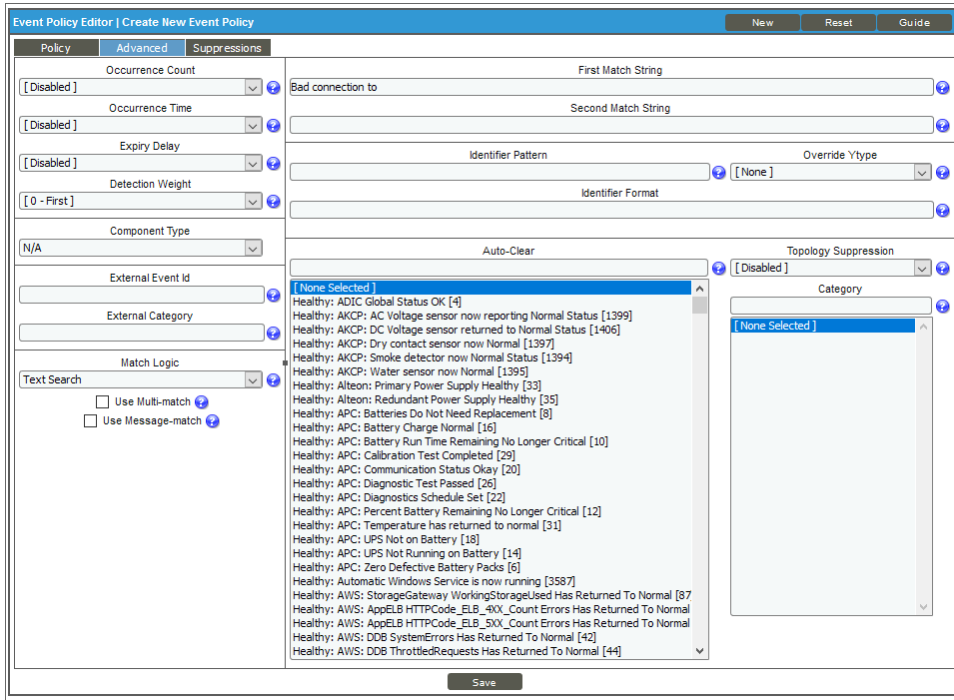 Event Policy Editor | Create New Event Policy
New
Reset
Guide
Policy
Advanced
Suppressions
Occurrence Count
[ Disabled ]
Occurrence Time
[ Disabled ]
Expiry Delay
[ Disabled ]
Detection Weight
[ 0 - First ]
Component Type
N/A
External Event Id
External Category
Match Logic
Text Search
Use Multi-match
Use Message-match
First Match String
Bad connection to
Second Match String
Identifier Pattern
Override Ytype
[ None ]
Identifier Format
Auto-Clear
[ None Selected ]
Healthy: ADIC Global Status OK [4]
Healthy: AKCP: AC Voltage sensor now reporting Normal Status [1399]
Healthy: AKCP: DC Voltage sensor returned to Normal Status [1406]
Healthy: AKCP: Dry contact sensor now Normal [1397]
Healthy: AKCP: Smoke detector now Normal Status [1394]
Healthy: AKCP: Water sensor now Normal [1395]
Healthy: Alteon: Primary Power Supply Healthy [33]
Healthy: Alteon: Redundant Power Supply Healthy [35]
Healthy: APC: Batteries Do Not Need Replacement [8]
Healthy: APC: Battery Charge Normal [16]
Healthy: APC: Battery Run Time Remaining No Longer Critical [10]
Healthy: APC: Calibration Test Completed [29]
Healthy: APC: Communication Status Okay [20]
Healthy: APC: Diagnostic Test Passed [26]
Healthy: APC: Diagnostics Schedule Set [22]
Healthy: APC: Percent Battery Remaining No Longer Critical [12]
Healthy: APC: Temperature has returned to normal [31]
Healthy: APC: UPS Not on Battery [18]
Healthy: APC: UPS Not Running on Battery [14]
Healthy: APC: Zero Defective Battery Packs [6]
Healthy: Automatic Windows Service is now running [3587]
Healthy: AWS: StorageGateway WorkingStorageUsed Has Returned To Normal [87
Healthy: AWS: AppELB HTTPCode_ELB_4XX_Count Errors Has Returned To Normal
Healthy: AWS: AppELB HTTPCode_ELB_5XX_Count Errors Has Returned To Normal
Healthy: AWS: DDB SystemErrors Has Returned To Normal [42]
Healthy: AWS: DDB ThrottledRequests Has Returned To Normal [44]
Topology Suppression
[ Disabled ]
Category
[ None Selected ]
Save